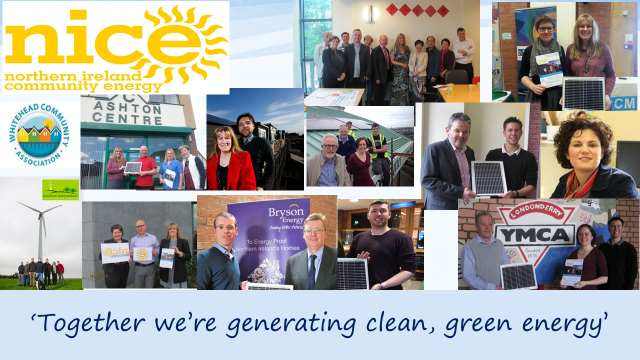 nice
northern ireland
community energy
WHITEHEAD COMMUNITY
ASSOCIATION
ASHTON
CENTRE
Bryson
Energy
To Energy Proof
Northern Ireland's
Homes
LONDONDERRY
YMCA
'Together we're generating clean, green energy'